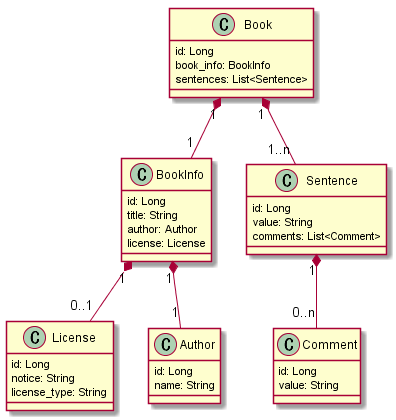 C Book
id: Long
book_info: BookInfo
sentences: List<Sentence>
1 1
1 1..n
C BookInfo
id: Long
title: String
author: Author
license: License
C Sentence
id: Long
value: String
comments: List<Comment>
1 1 1
0..1 1 0..n
C License
id: Long
notice: String
license_type: String
C Author
id: Long
name: String
C Comment
id: Long
value: String